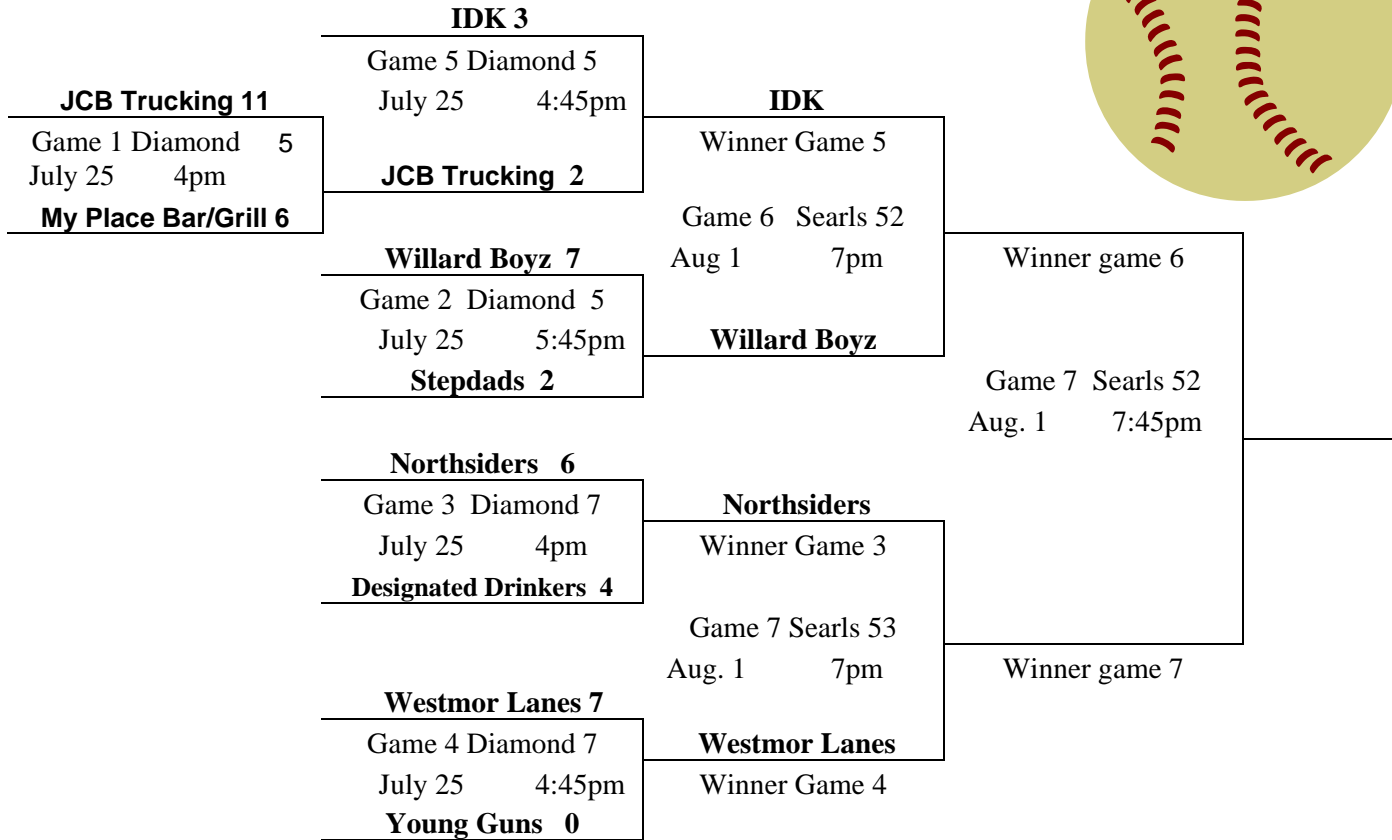 IDK 3
Game 5 Diamond 5
July 25 4:45pm
JCB Trucking 11
Game 1 Diamond 5
July 25 4pm
My Place Bar/Grill 6
JCB Trucking 2
IDK
Winner Game 5
Game 6 Searls 52
Aug 1 7pm
Willard Boyz 7
Game 2 Diamond 5
July 25 5:45pm
Stepdads 2
Willard Boyz
Winner game 6
Game 7 Searls 52
Aug. 1 7:45pm
Northsiders 6
Game 3 Diamond 7
July 25 4pm
Designated Drinkers 4
Northsiders
Winner Game 3
Game 7 Searls 53
Aug. 1 7pm
Winner game 7
Westmor Lanes 7
Game 4 Diamond 7
July 25 4:45pm
Young Guns 0
Westmor Lanes
Winner Game 4